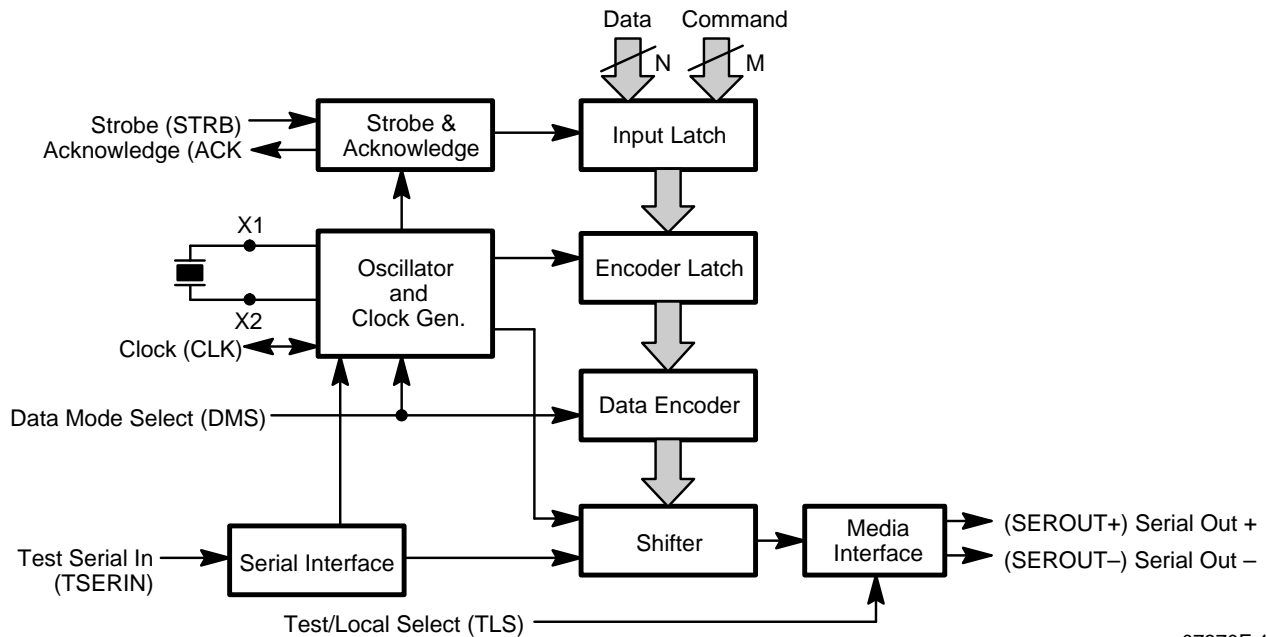 Data
Command
N
M
Strobe (STRB)
Acknowledge (ACK
Strobe &
Acknowledge
Input Latch
X1
X2
Oscillator
and
Clock Gen.
Encoder Latch
Clock (CLK)
Data Mode Select (DMS)
Data Encoder
Test Serial In
(TSERIN)
Serial Interface
Shifter
Media
Interface
(SEROUT+) Serial Out +
(SEROUT–) Serial Out –
Test/Local Select (TLS)